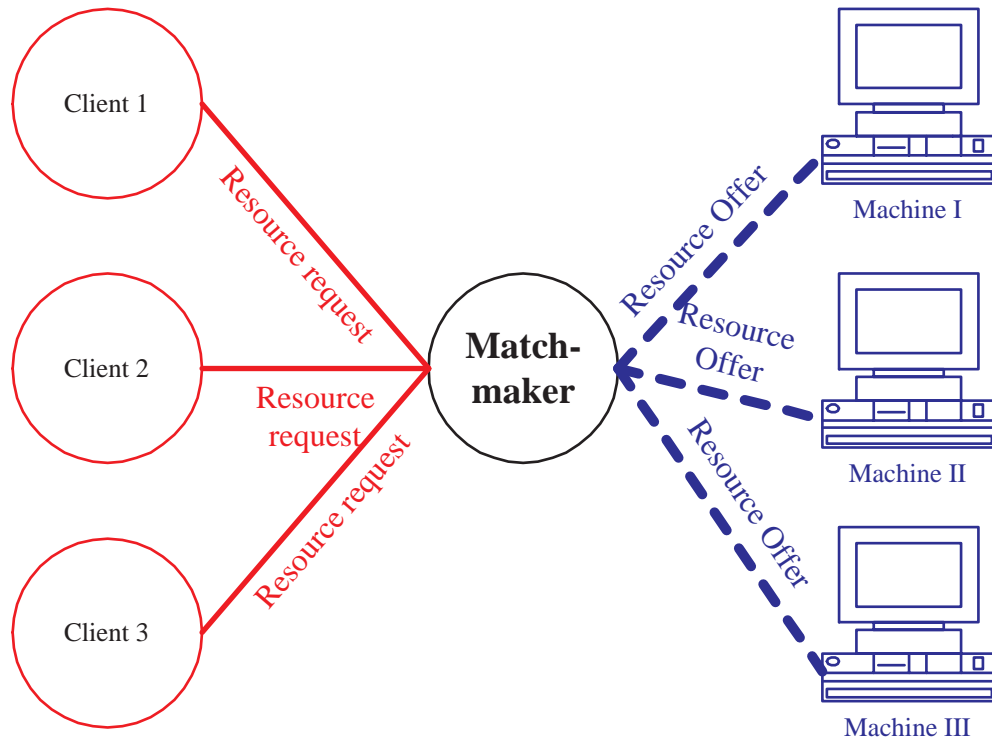 Client 1
Resource request
Client 2
Resource
request
Resource request
Client 3
Match-
maker
Resource Offer
Machine I
Resource
Offer
Machine II
Resource Offer
Machine III